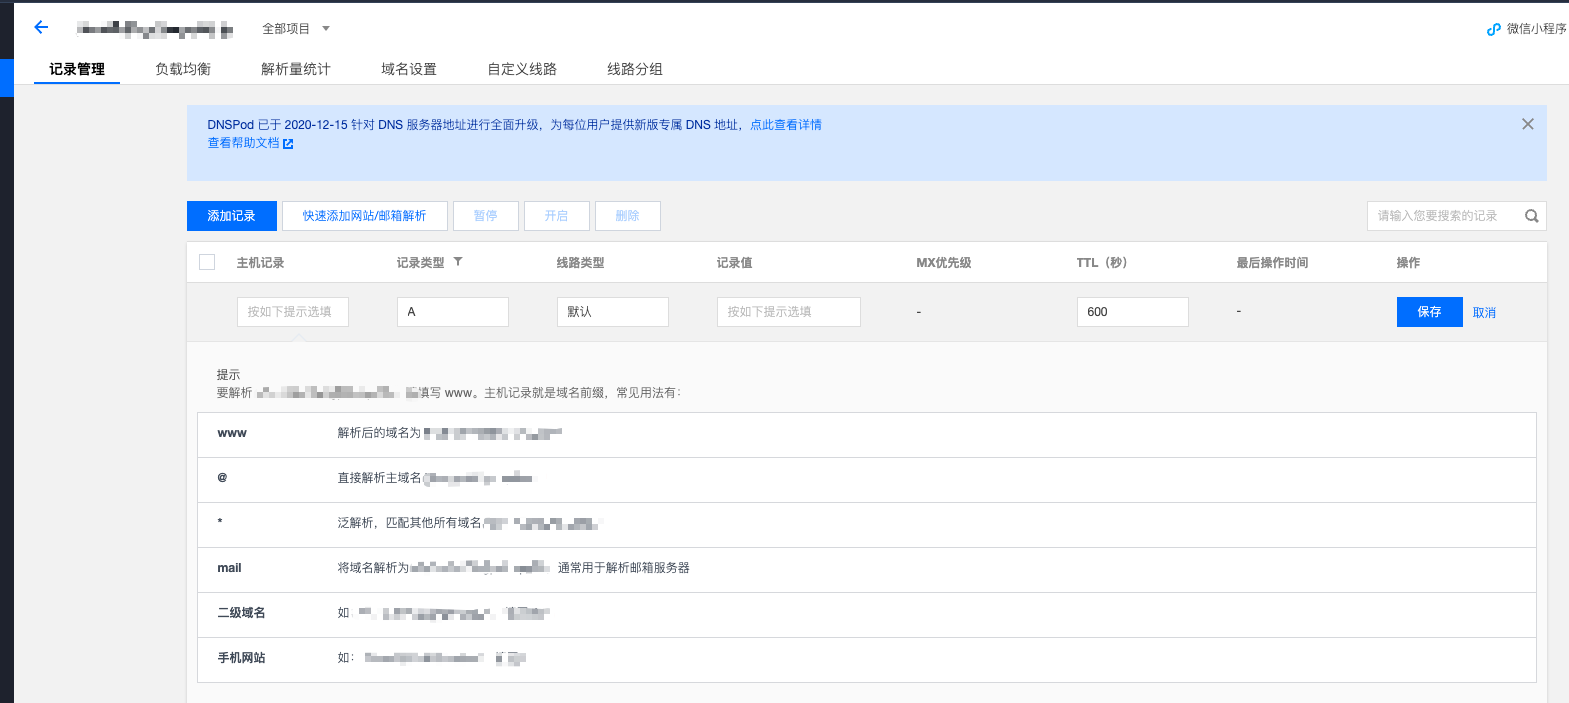 全部项目
微信小程序
记录管理 负载均衡 解析量统计 域名设置 自定义线路 线路分组
DNSPod 已于 2020-12-15 针对 DNS 服务器地址进行全面升级，为每位用户提供新版专属 DNS 地址，点此查看详情
查看帮助文档
添加记录 快速添加网站/邮箱解析 暂停 开启 删除 请输入您要搜索的记录
主机记录 记录类型 线路类型 记录值 MX优先级 TTL（秒） 最后操作时间 操作
按如下提示选填 A 默认 按如下提示选填 - 600 - 保存 取消
提示
要解析 填写 www。主机记录就是域名前缀，常见用法有：
www 解析后的域名为
@ 直接解析主域名
* 泛解析，匹配其他所有域名
mail 将域名解析为 通常用于解析邮箱服务器
二级域名 如
手机网站 如：